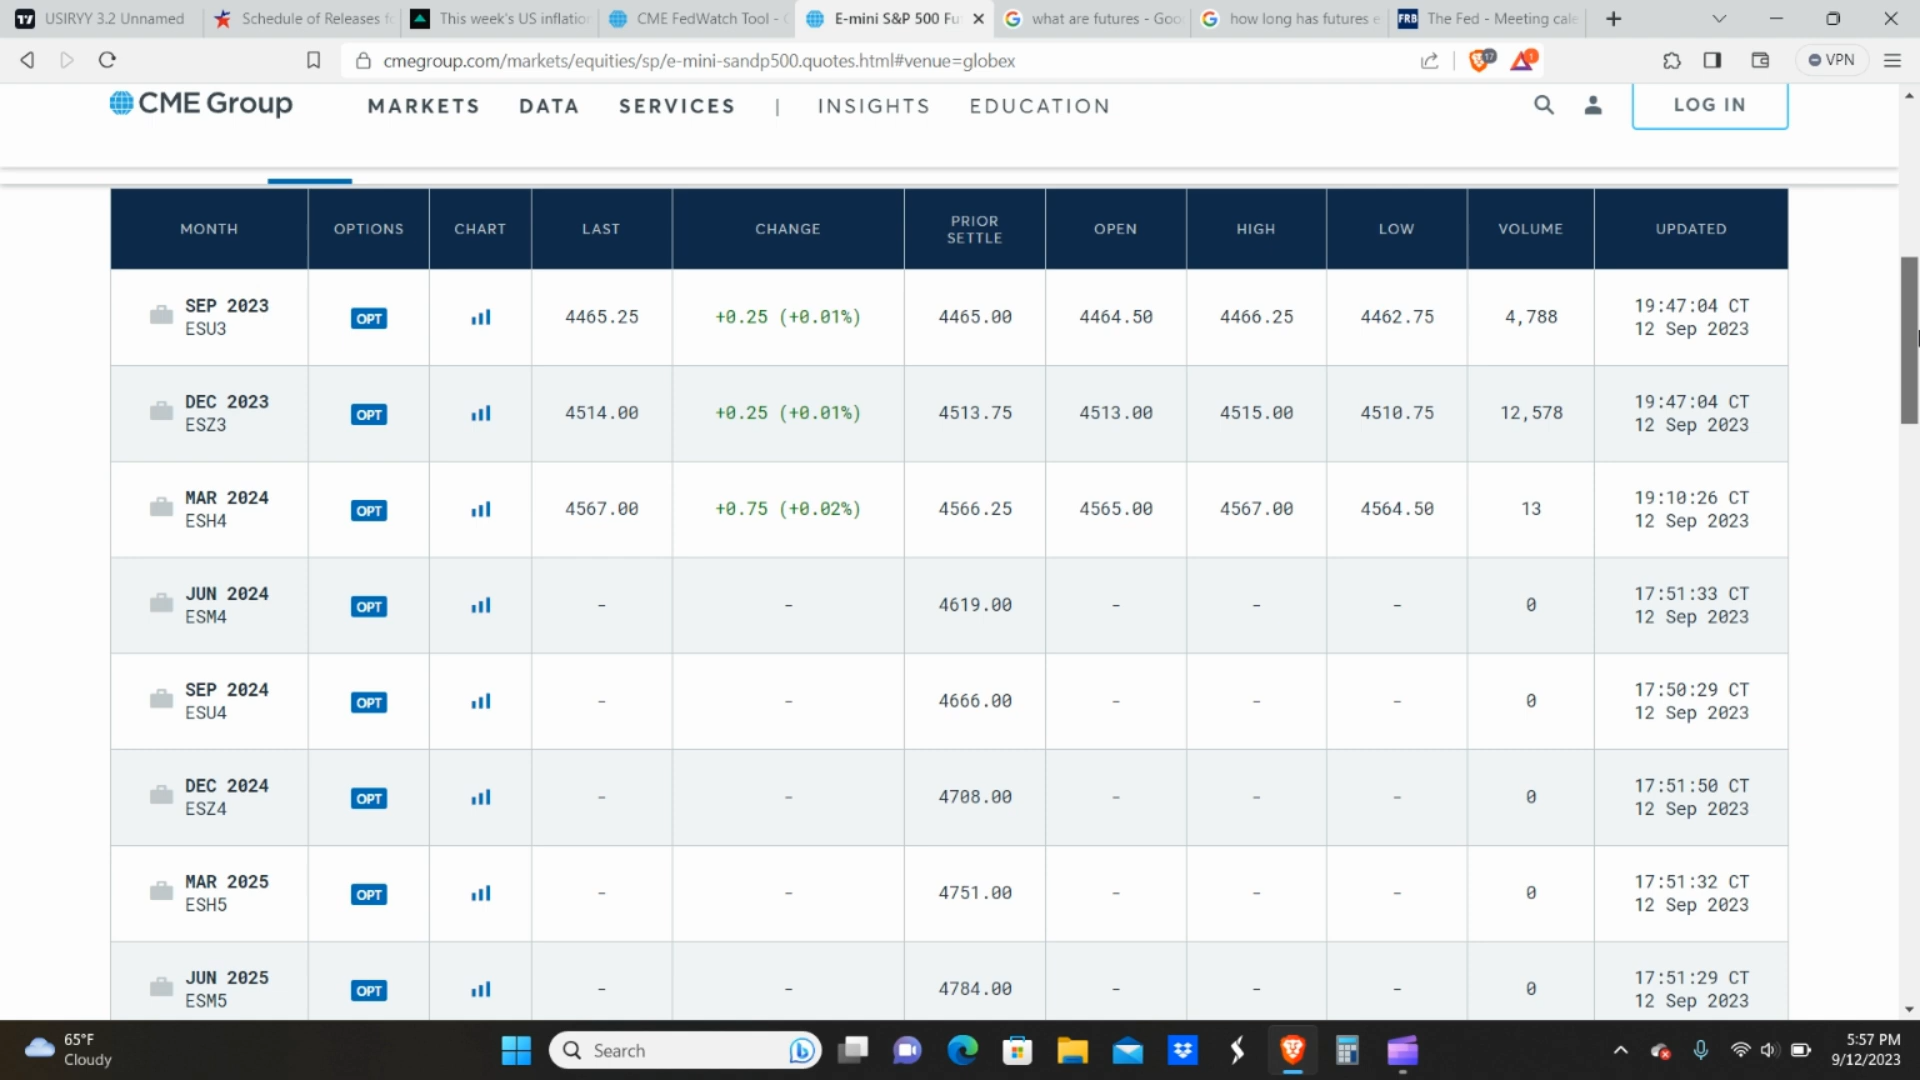 USIRYY 3.2 Unnamed
Schedule of Releases f
This week's US inflatio
CME FedWatch Tool -
E-mini S&P 500 Fu
what are futures - Goo
how long has futures e
FRB The Fed - Meeting cale
cmegroup.com/markets/equities/sp/e-mini-sandp500.quotes.html#venue=globex
17
1
VPN
CME Group
MARKETS DATA SERVICES | INSIGHTS EDUCATION
LOG IN
MONTH OPTIONS CHART LAST CHANGE PRIOR SETTLE OPEN HIGH LOW VOLUME UPDATED
SEP 2023 ESU3 OPT 4465.25 +0.25 (+0.01%) 4465.00 4464.50 4466.25 4462.75 4,788 19:47:04 CT 12 Sep 2023
DEC 2023 ESZ3 OPT 4514.00 +0.25 (+0.01%) 4513.75 4513.00 4515.00 4510.75 12,578 19:47:04 CT 12 Sep 2023
MAR 2024 ESH4 OPT 4567.00 +0.75 (+0.02%) 4566.25 4565.00 4567.00 4564.50 13 19:10:26 CT 12 Sep 2023
JUN 2024 ESM4 OPT - - 4619.00 - - - 0 17:51:33 CT 12 Sep 2023
SEP 2024 ESU4 OPT - - 4666.00 - - - 0 17:50:29 CT 12 Sep 2023
DEC 2024 ESZ4 OPT - - 4708.00 - - - 0 17:51:50 CT 12 Sep 2023
MAR 2025 ESH5 OPT - - 4751.00 - - - 0 17:51:32 CT 12 Sep 2023
JUN 2025 ESM5 OPT - - 4784.00 - - - 0 17:51:29 CT 12 Sep 2023
65°F
Cloudy
Search
5:57 PM
9/12/2023